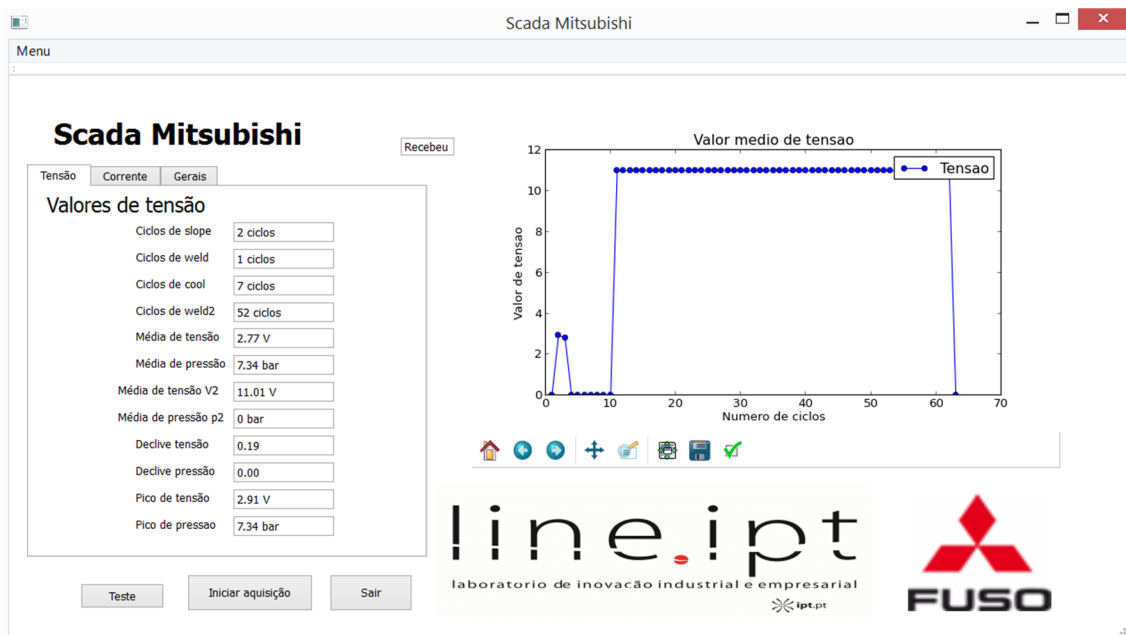 Scada Mitsubishi
Menu
Scada Mitsubishi
Recebeu
Tensão Corrente Gerais
Valores de tensão
Ciclos de slope 2 ciclos
Ciclos de weld 1 ciclos
Ciclos de cool 7 ciclos
Ciclos de weld2 52 ciclos
Média de tensão 2.77 V
Média de pressão 7.34 bar
Média de tensão V2 11.01 V
Média de pressão p2 0 bar
Declive tensão 0.19
Declive pressão 0.00
Pico de tensão 2.91 V
Pico de pressao 7.34 bar
Teste Iniciar aquisição Sair
Valor medio de tensao
Tensao
Valor de tensao
12
10
8
6
4
2
0
0 10 20 30 40 50 60 70
Numero de ciclos
line.ipt
laboratorio de inovacão industrial e empresarial
ipt.pt
FUSO